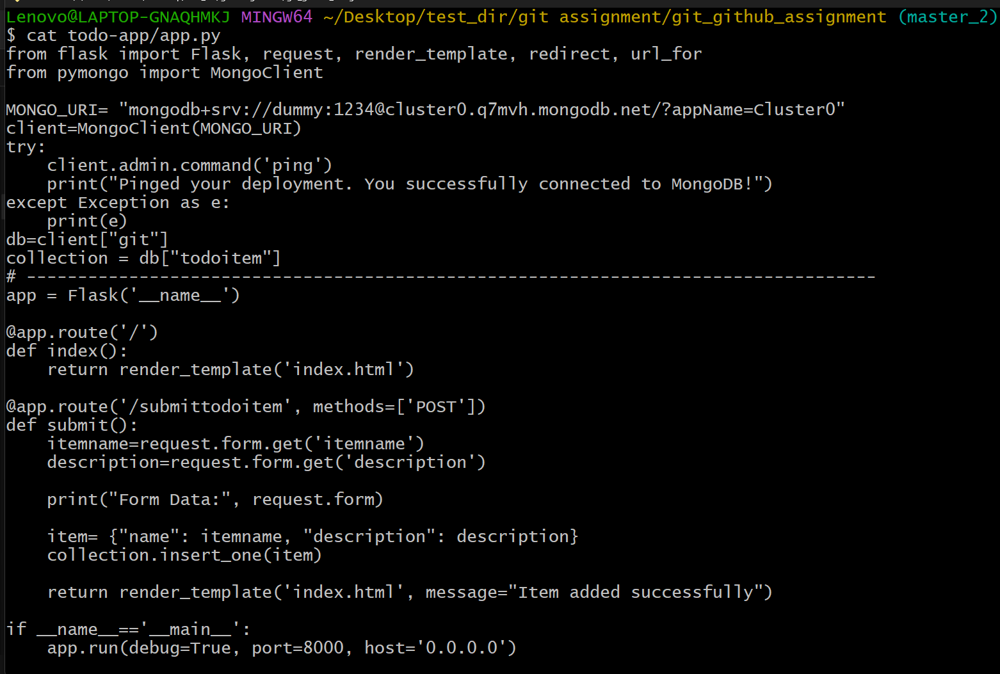 Lenovo@LAPTOP-GNAQHMKJ MINGW64 ~/Desktop/test_dir/git assignment/git_github_assignment (master_2)
$ cat todo-app/app.py
from flask import Flask, request, render_template, redirect, url_for
from pymongo import MongoClient

MONGO_URI= "mongodb+srv://dummy:1234@cluster0.q7mvh.mongodb.net/?appName=Cluster0"
client=MongoClient(MONGO_URI)
try:
    client.admin.command('ping')
    print("Pinged your deployment. You successfully connected to MongoDB!")
except Exception as e:
    print(e)
db=client["git"]
collection = db["todoitem"]
# -----------------------------------------------------------------------------------
app = Flask('__name__')

@app.route('/')
def index():
    return render_template('index.html')

@app.route('/submittodoitem', methods=['POST'])
def submit():
    itemname=request.form.get('itemname')
    description=request.form.get('description')

    print("Form Data:", request.form)

    item= {"name": itemname, "description": description}
    collection.insert_one(item)

    return render_template('index.html', message="Item added successfully")

if __name__=='__main__':
    app.run(debug=True, port=8000, host='0.0.0.0')